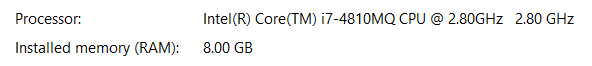 Processor: Intel(R) Core(TM) i7-4810MQ CPU @ 2.80GHz 2.80 GHz
Installed memory (RAM): 8.00 GB